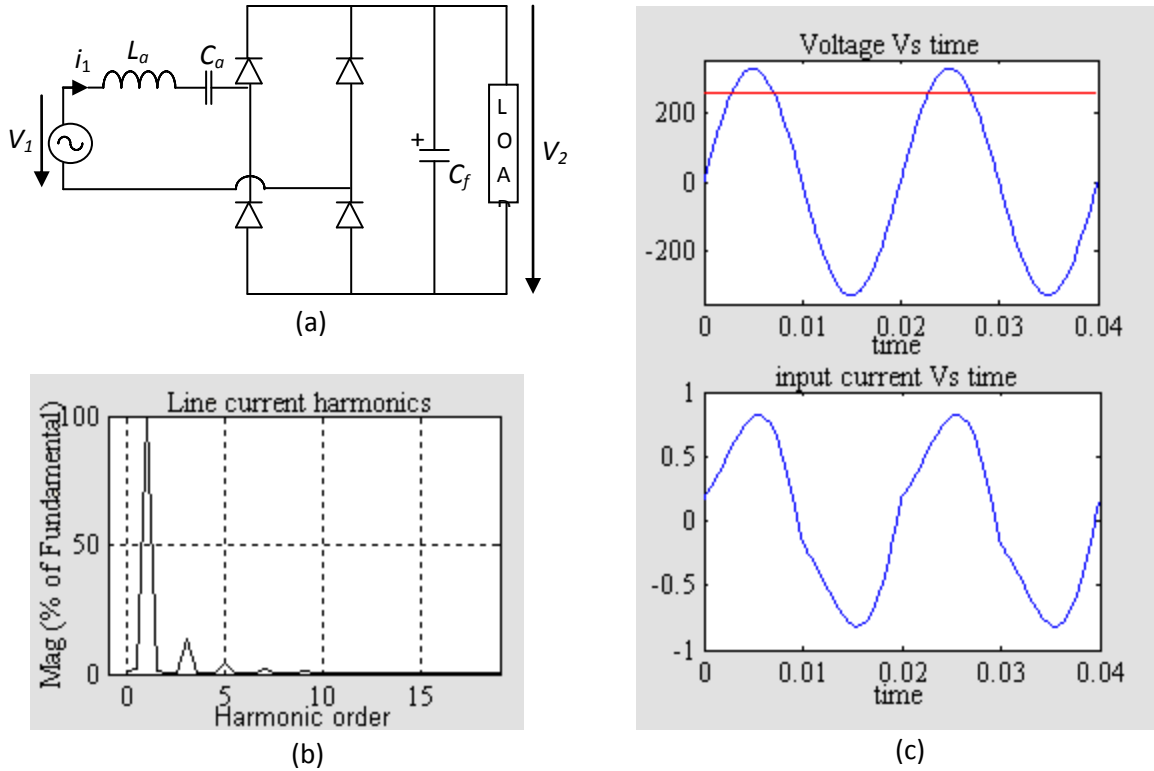 i1 La Ca
V1
+
Cf
L
O
A
D
V2
(a)
Line current harmonics
Mag (% of Fundamental)
100
50
0
0 5 10 15
Harmonic order
(b)
Voltage Vs time
200
0
-200
0 0.01 0.02 0.03 0.04
time
input current Vs time
1
0.5
0
-0.5
-1
0 0.01 0.02 0.03 0.04
time
(c)